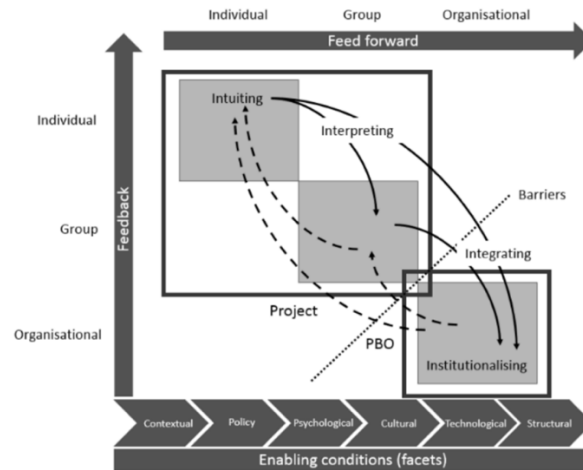 Individual Group Organisational
Feed forward
Individual
Intuiting
Interpreting
Barriers
Group
Feedback
Integrating
Project
PBO
Organisational
Institutionalising
Contextual Policy Psychological Cultural Technological Structural
Enabling conditions (facets)